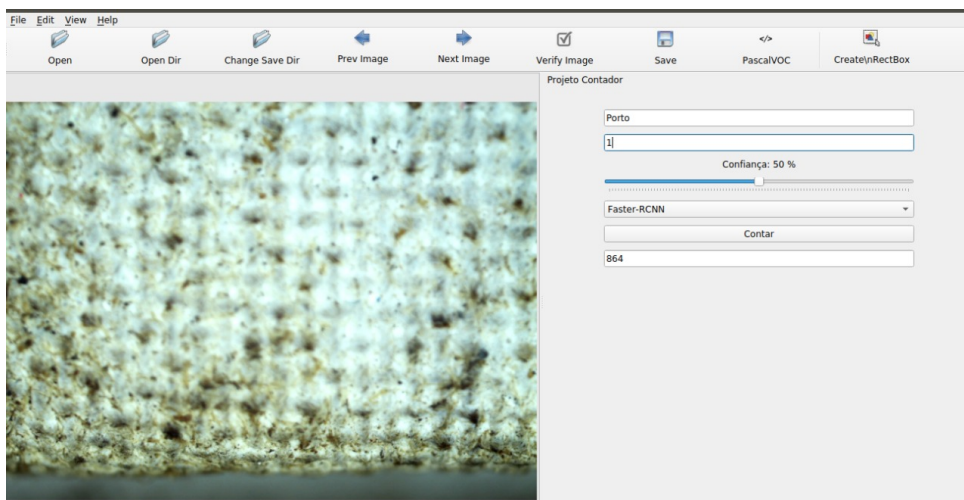 File Edit View Help
Open Open Dir Change Save Dir Prev Image Next Image Verify Image Save PascalVOC Create\nRectBox
</>
Projeto Contador
Porto
1
Confiança: 50 %
Faster-RCNN
Contar
864